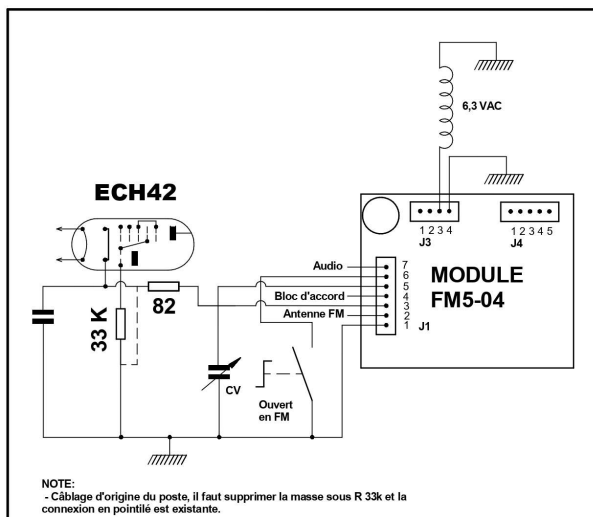 6,3 VAC
ECH42
1 2 3 4
J3
1 2 3 4 5
J4
MODULE
FM5-04
Audio
Bloc d'accord
Antenne FM
7
6
5
4
3
2
1
J1
33 K
82
CV
Ouvert
en FM
NOTE:
- Câblage d'origine du poste, il faut supprimer la masse sous R 33k et la
connexion en pointilé est existante.